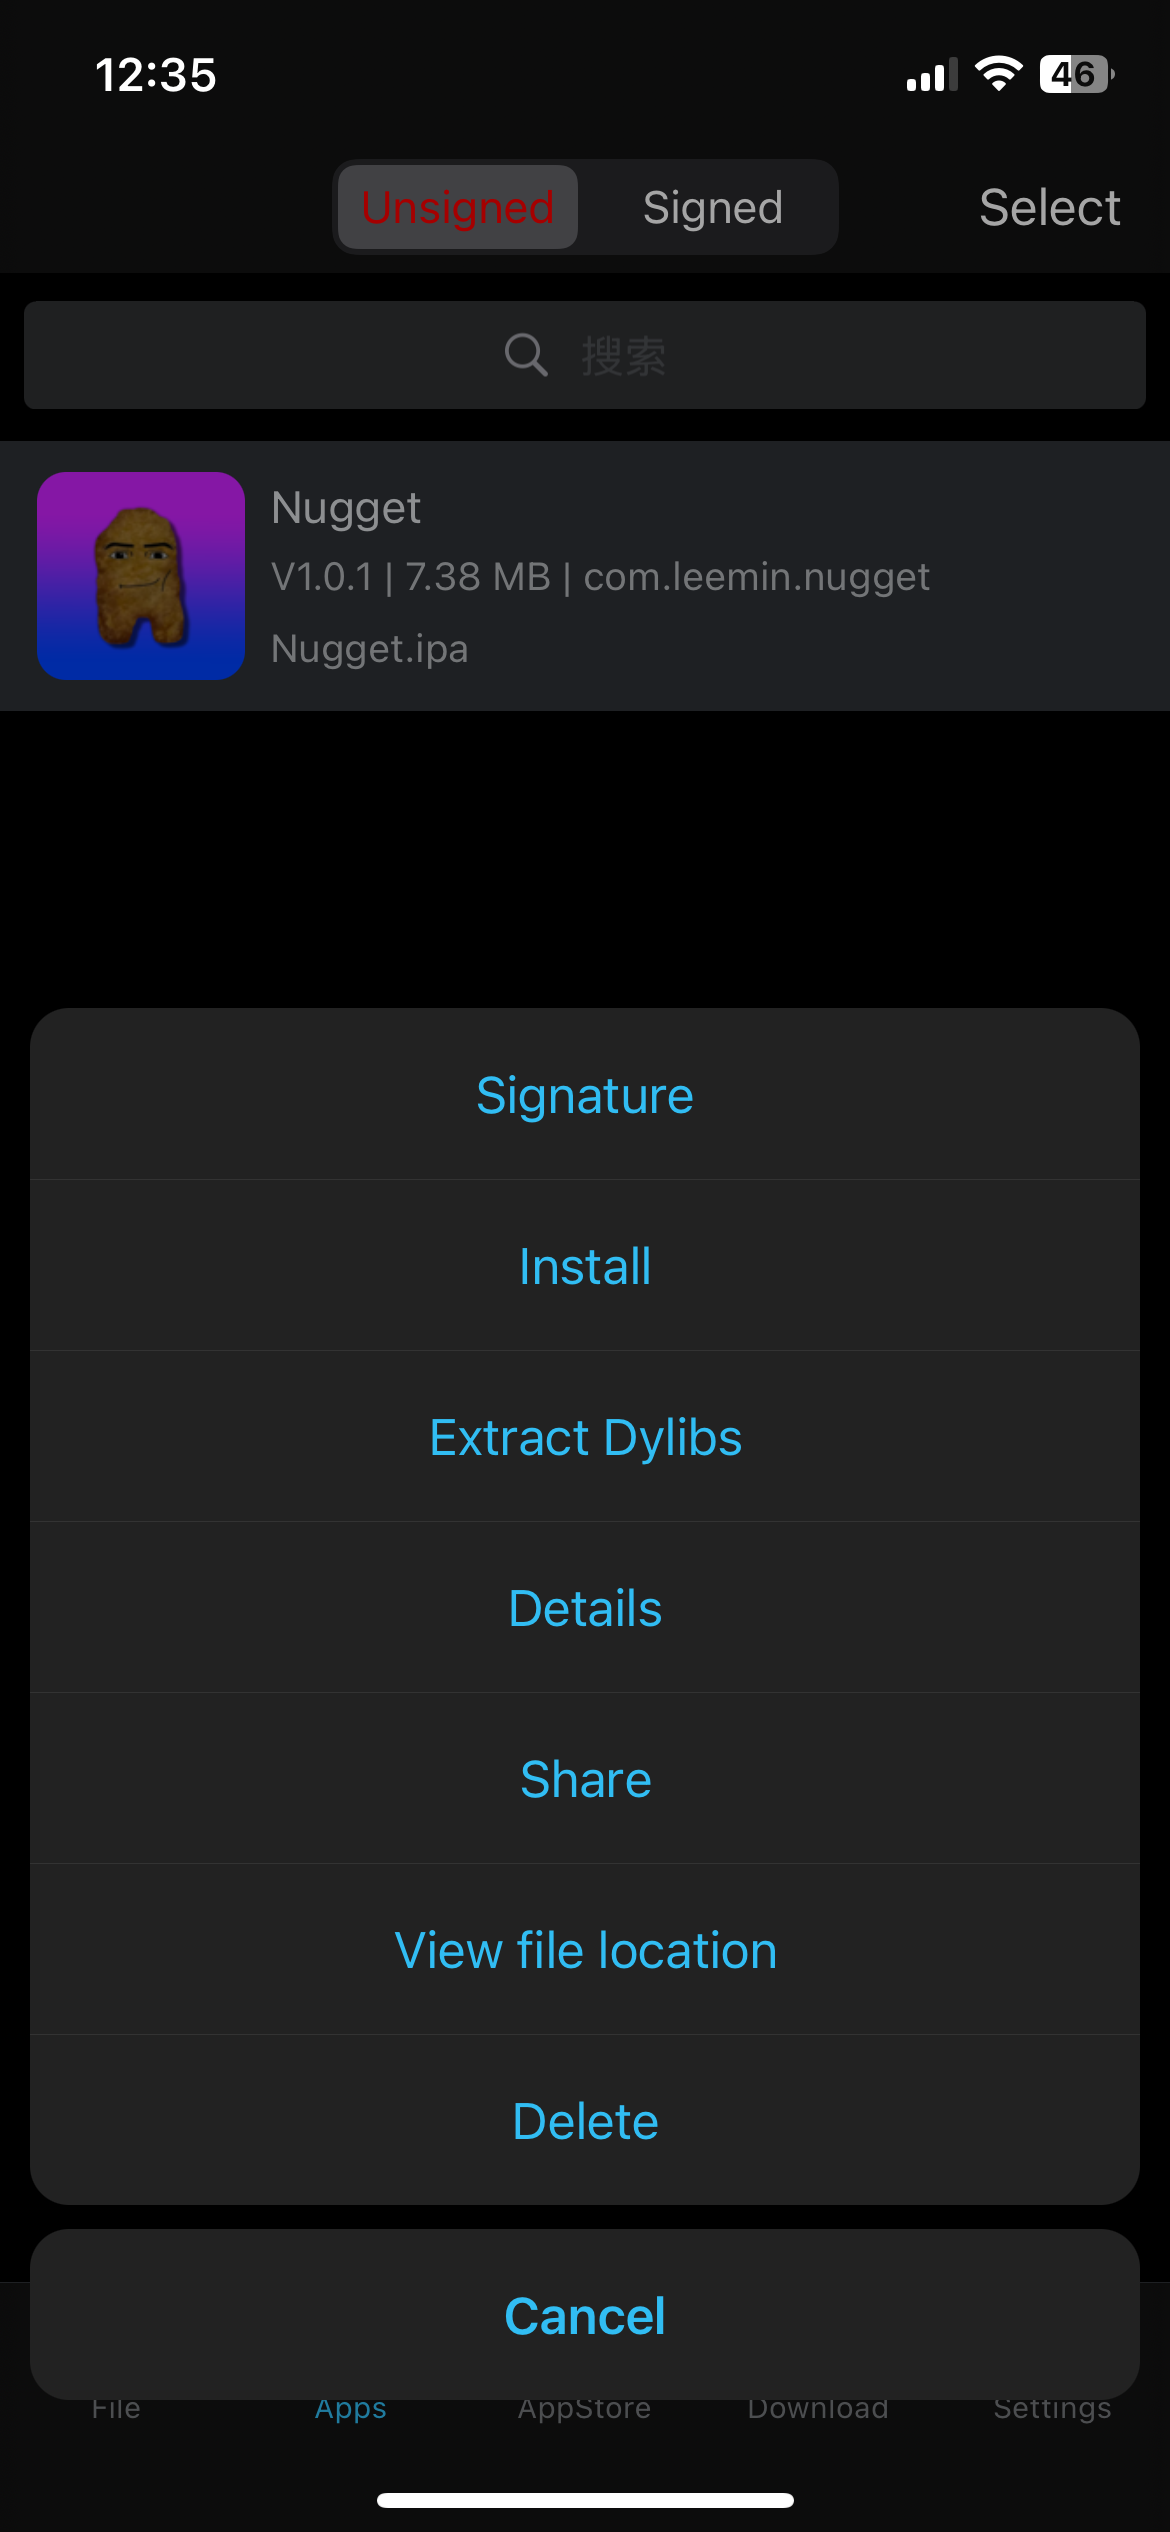 12:35
46
Unsigned
Signed
Select
搜索
Nugget
V1.0.1 | 7.38 MB | com.leemin.nugget
Nugget.ipa
Signature
Install
Extract Dylibs
Details
Share
View file location
Delete
Cancel
File
Apps
AppStore
Download
Settings